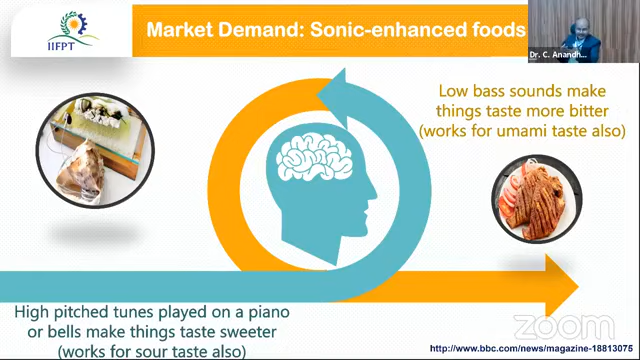 IIFPT
Market Demand: Sonic-enhanced foods
Dr. C. Anandh...
Low bass sounds make
things taste more bitter
(works for umami taste also)
High pitched tunes played on a piano
or bells make things taste sweeter
(works for sour taste also)
zoom
http://www.bbc.com/news/magazine-18813075